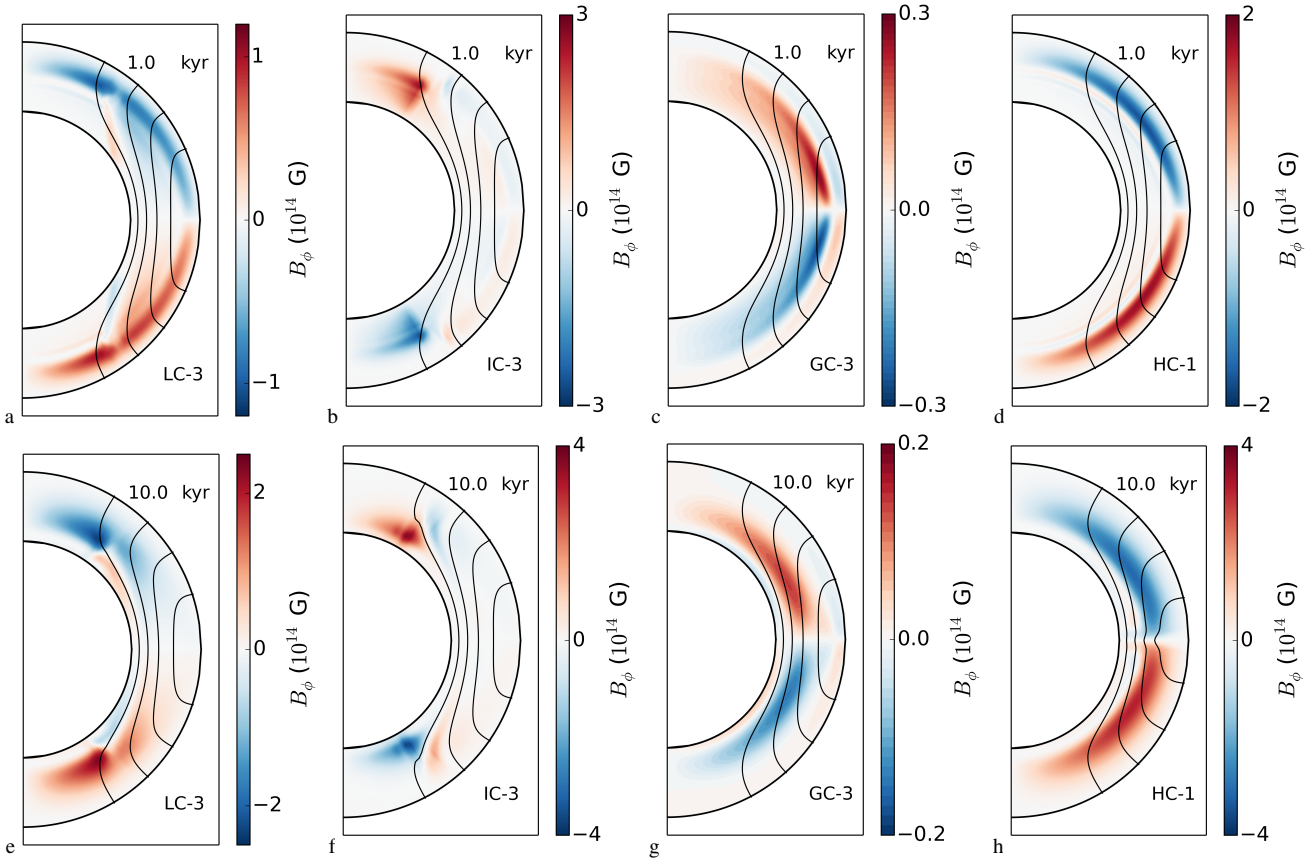 1.0 kyr
LC-3
1
0
−1
B_ϕ (10^14 G)
a
1.0 kyr
IC-3
3
0
−3
B_ϕ (10^14 G)
b
1.0 kyr
GC-3
0.3
0.0
−0.3
B_ϕ (10^14 G)
c
1.0 kyr
HC-1
2
0
−2
B_ϕ (10^14 G)
d
10.0 kyr
LC-3
2
0
−2
B_ϕ (10^14 G)
e
10.0 kyr
IC-3
4
0
−4
B_ϕ (10^14 G)
f
10.0 kyr
GC-3
0.2
0.0
−0.2
B_ϕ (10^14 G)
g
10.0 kyr
HC-1
4
0
−4
B_ϕ (10^14 G)
h